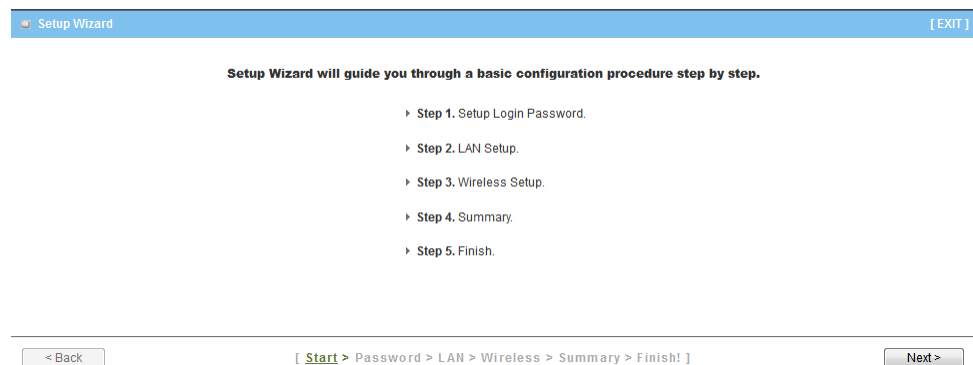 Setup Wizard [ EXIT ]
Setup Wizard will guide you through a basic configuration procedure step by step.
Step 1. Setup Login Password.
Step 2. LAN Setup.
Step 3. Wireless Setup.
Step 4. Summary.
Step 5. Finish.
< Back [ Start > Password > LAN > Wireless > Summary > Finish! ] Next >